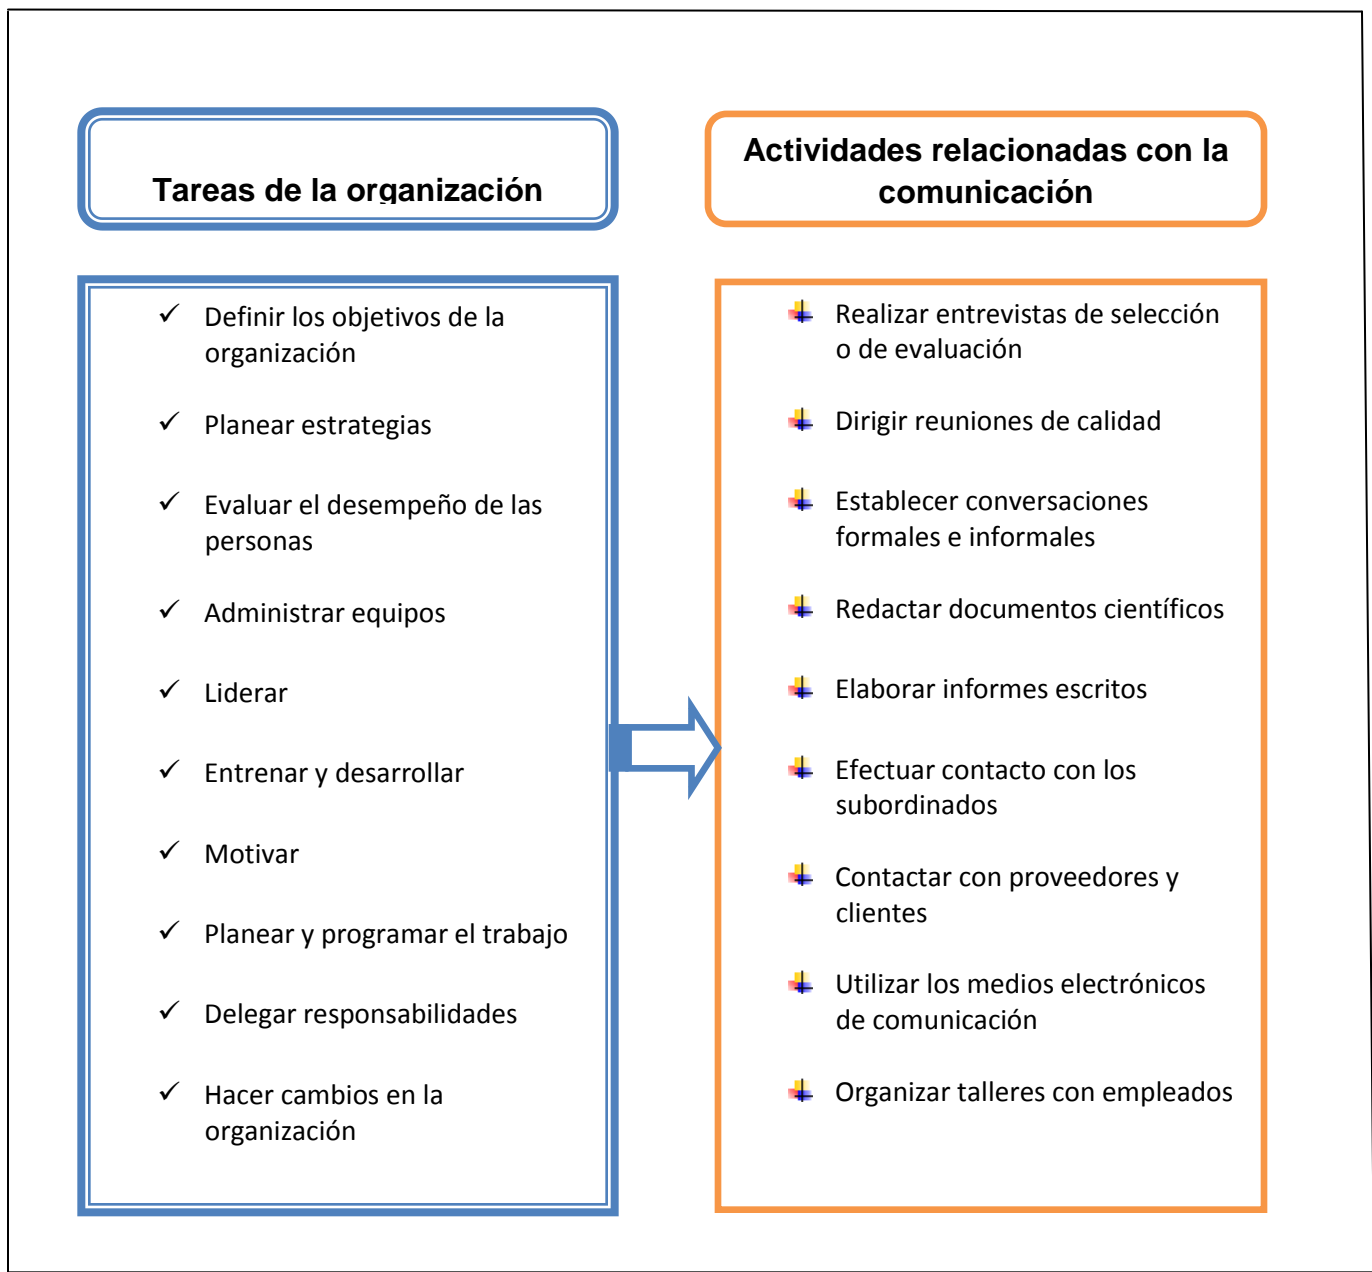 Tareas de la organización
Actividades relacionadas con la
comunicación
Definir los objetivos de la
organización
Planear estrategias
Evaluar el desempeño de las
personas
Administrar equipos
Liderar
Entrenar y desarrollar
Motivar
Planear y programar el trabajo
Delegar responsabilidades
Hacer cambios en la
organización
Realizar entrevistas de selección
o de evaluación
Dirigir reuniones de calidad
Establecer conversaciones
formales e informales
Redactar documentos científicos
Elaborar informes escritos
Efectuar contacto con los
subordinados
Contactar con proveedores y
clientes
Utilizar los medios electrónicos
de comunicación
Organizar talleres con empleados